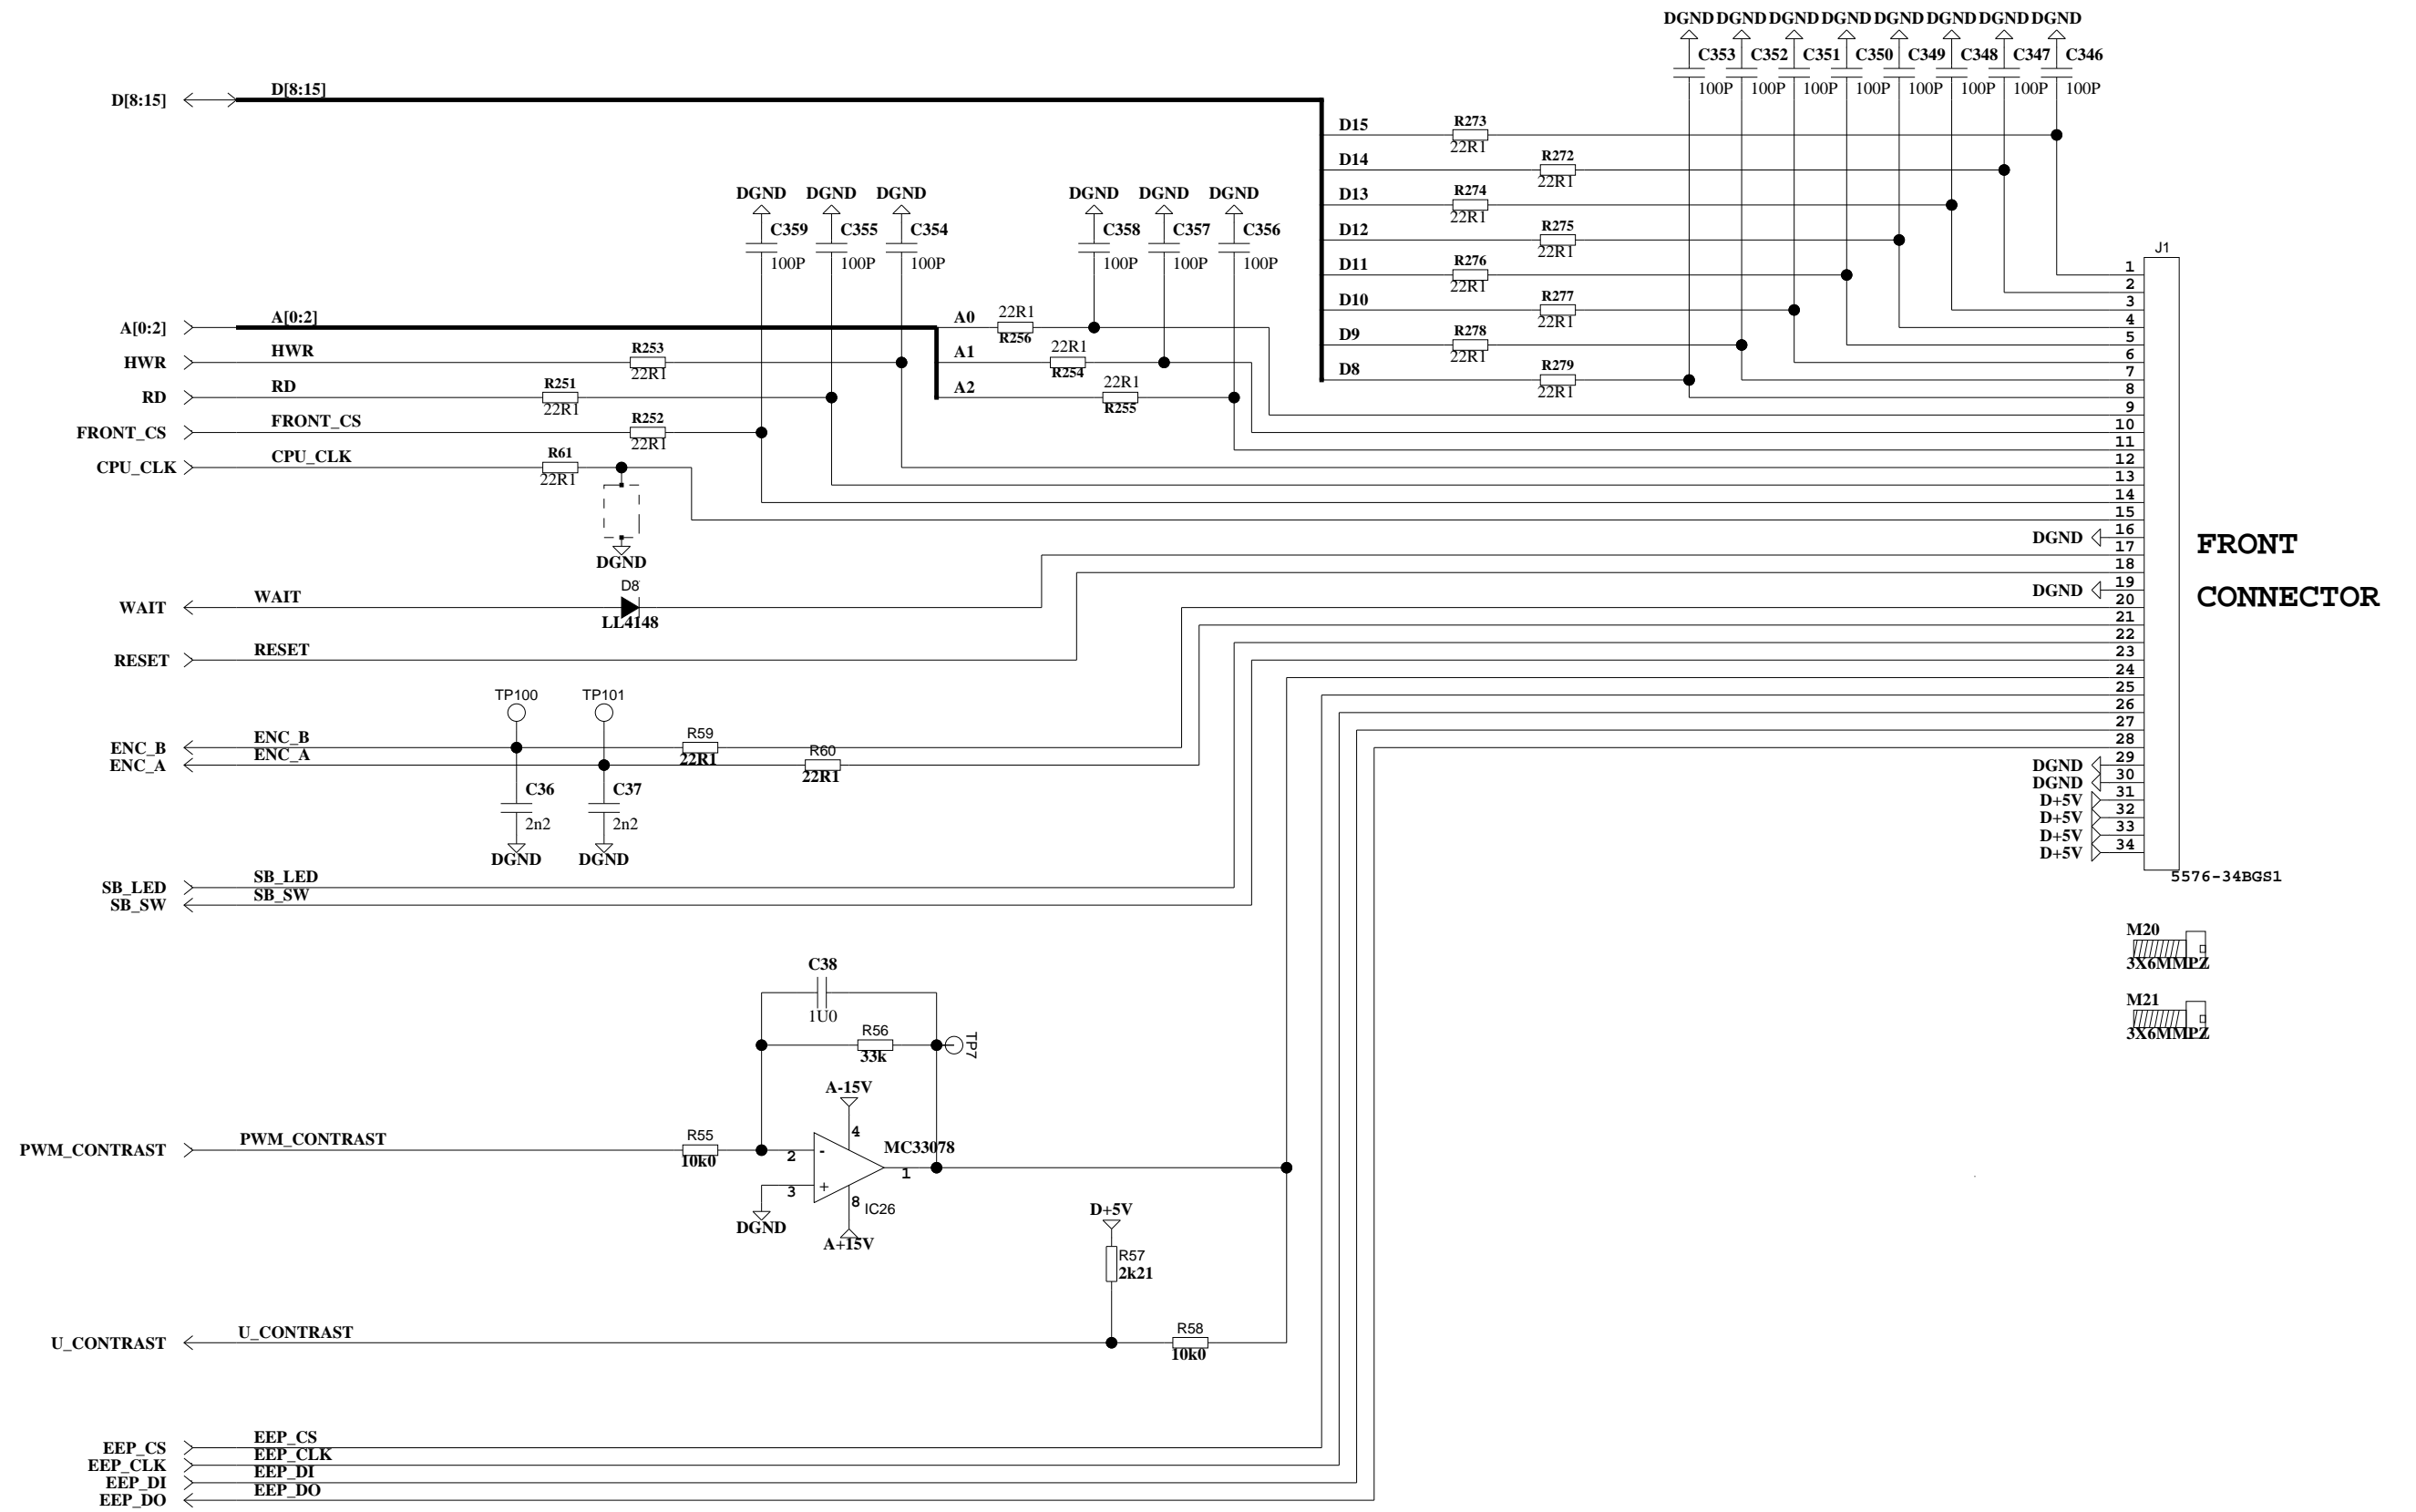 DGND DGND DGND DGND DGND DGND DGND DGND
C353 C352 C351 C350 C349 C348 C347 C346
100P 100P 100P 100P 100P 100P 100P 100P
D[8:15] D[8:15]
D15 R273 22R1
D14 R272 22R1
D13 R274 22R1
D12 R275 22R1
D11 R276 22R1
D10 R277 22R1
D9 R278 22R1
D8 R279 22R1
DGND DGND DGND DGND DGND DGND
C359 C355 C354 C358 C357 C356
100P 100P 100P 100P 100P 100P
A[0:2] A[0:2]
A0 22R1 R256
A1 22R1 R254
A2 22R1 R255
HWR HWR R253 22R1
RD RD R251 22R1
FRONT_CS FRONT_CS R252 22R1
CPU_CLK CPU_CLK R61 22R1
DGND
WAIT WAIT D8 LL4148
RESET RESET
TP100 TP101
ENC_B ENC_B R59 22R1
ENC_A ENC_A R60 22R1
C36 C37
2n2 2n2
DGND DGND
SB_LED SB_LED
SB_SW SB_SW
J1
1
2
3
4
5
6
7
8
9
10
11
12
13
14
15
16
DGND
17
18
19
DGND
20
21
22
23
24
25
26
27
28
29
DGND
30
DGND
31
D+5V
32
D+5V
33
D+5V
34
D+5V
FRONT
CONNECTOR
5576-34BGS1
M20
3X6MMPZ
M21
3X6MMPZ
C38
1U0
R56
33k
TP7
A-15V
4
PWM_CONTRAST PWM_CONTRAST R55 10k0
2 - MC33078
1
3 +
8 IC26
DGND
A+15V
D+5V
R57
2k21
U_CONTRAST U_CONTRAST R58 10k0
EEP_CS EEP_CS
EEP_CLK EEP_CLK
EEP_DI EEP_DI
EEP_DO EEP_DO